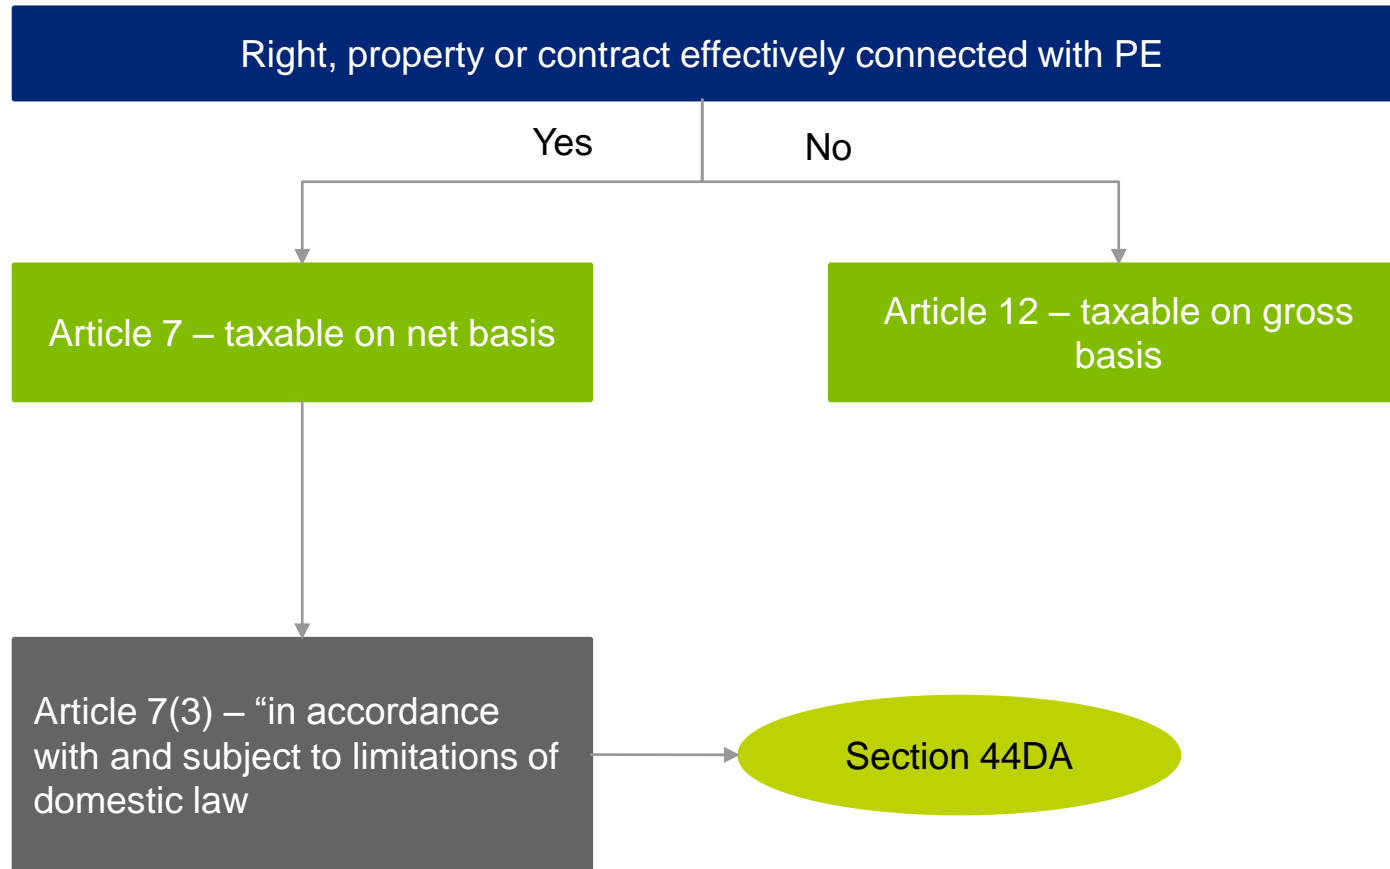 Right, property or contract effectively connected with PE
Yes
No
Article 7 – taxable on net basis
Article 12 – taxable on gross
basis
Article 7(3) – “in accordance
with and subject to limitations of
domestic law
Section 44DA